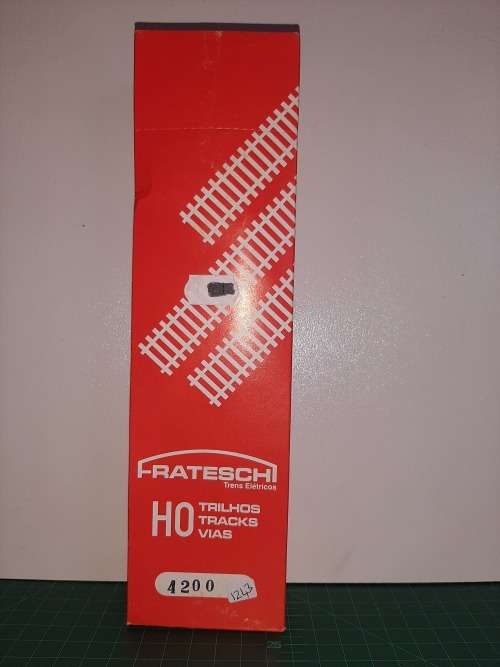 FRATESCHI
Trens Elétricos
HO
TRILHOS
TRACKS
VIAS
4200
1243